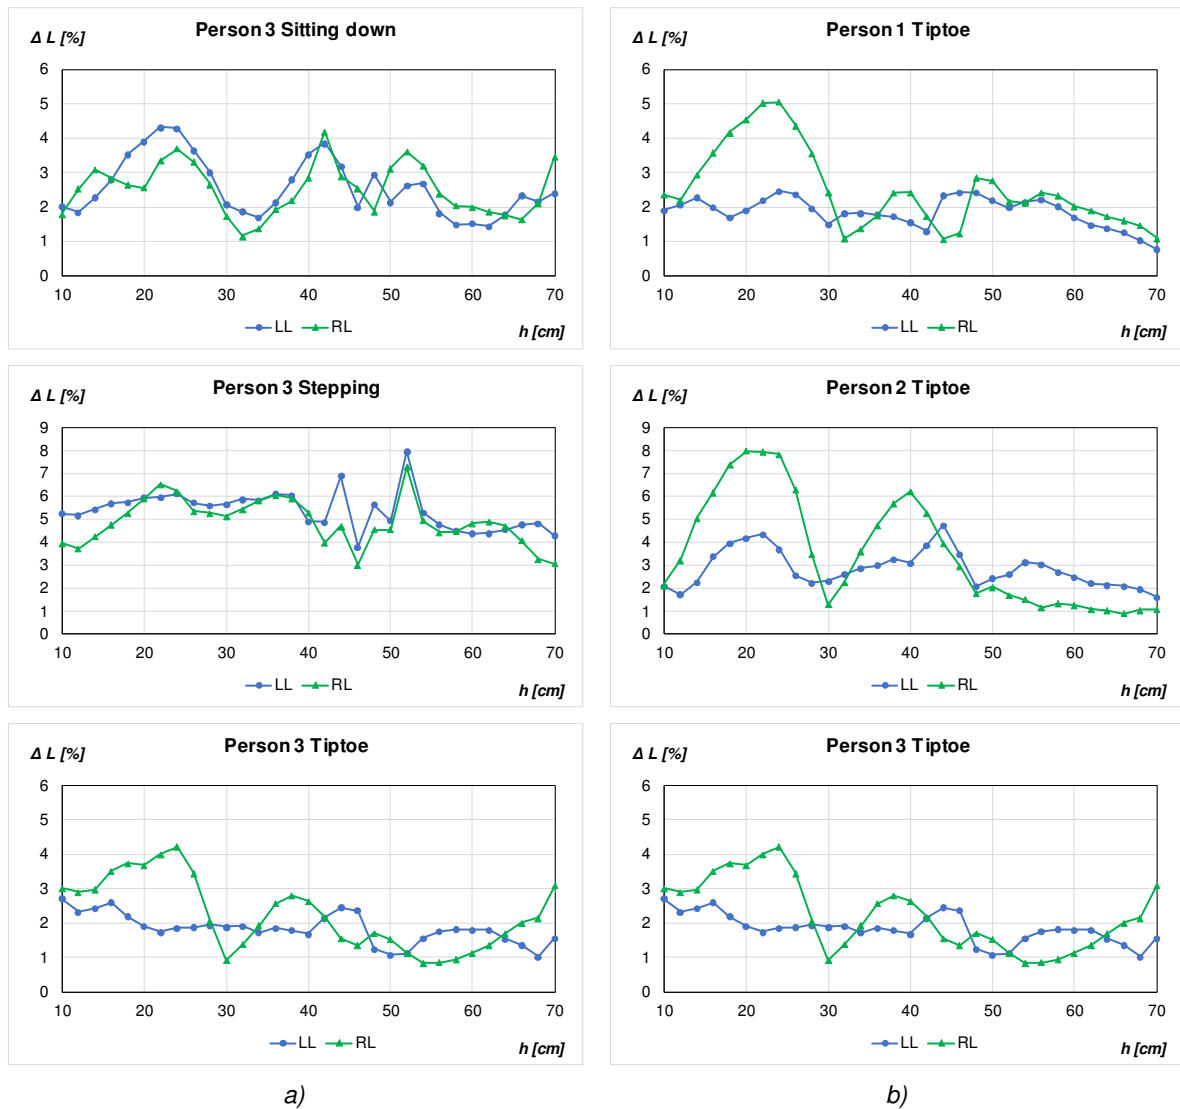 Person 3 Sitting down
Δ L [%]
6
5
4
3
2
1
0
10 20 30 40 50 60 70
LL RL
h [cm]
Person 1 Tiptoe
Δ L [%]
6
5
4
3
2
1
0
10 20 30 40 50 60 70
LL RL
h [cm]
Person 3 Stepping
Δ L [%]
9
8
7
6
5
4
3
2
1
0
10 20 30 40 50 60 70
LL RL
h [cm]
Person 2 Tiptoe
Δ L [%]
9
8
7
6
5
4
3
2
1
0
10 20 30 40 50 60 70
LL RL
h [cm]
Person 3 Tiptoe
Δ L [%]
6
5
4
3
2
1
0
10 20 30 40 50 60 70
LL RL
h [cm]
Person 3 Tiptoe
Δ L [%]
6
5
4
3
2
1
0
10 20 30 40 50 60 70
LL RL
h [cm]
a)
b)